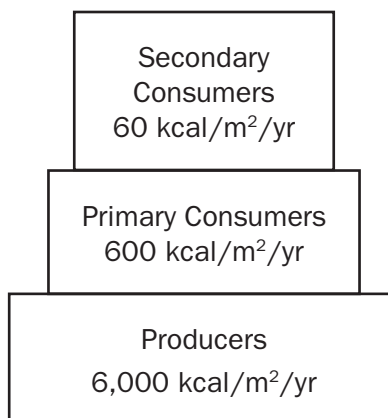 Secondary
Consumers
60 kcal/m²/yr
Primary Consumers
600 kcal/m²/yr
Producers
6,000 kcal/m²/yr